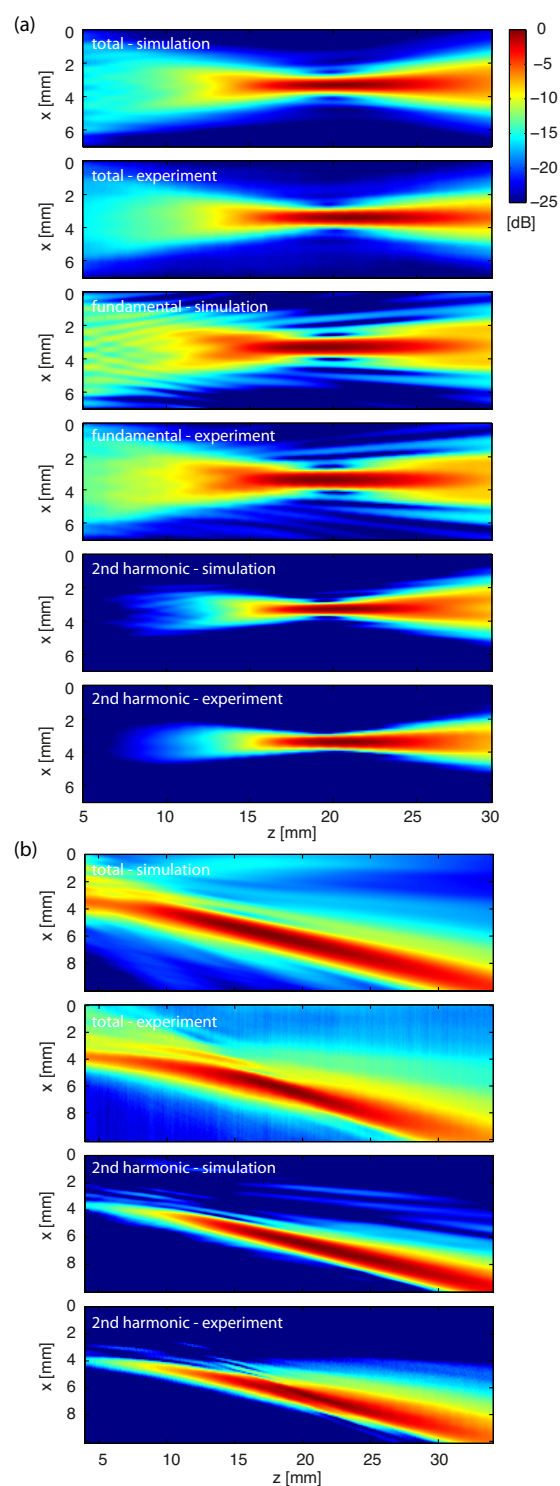 (a)
total - simulation
0
2
4
6
x [mm]
0
−5
−10
−15
−20
−25
[dB]
total - experiment
0
2
4
6
x [mm]
fundamental - simulation
0
2
4
6
x [mm]
fundamental - experiment
0
2
4
6
x [mm]
2nd harmonic - simulation
0
2
4
6
x [mm]
2nd harmonic - experiment
0
2
4
6
x [mm]
5 10 15 20 25 30
z [mm]
(b)
total - simulation
0
2
4
6
8
x [mm]
total - experiment
0
2
4
6
8
x [mm]
2nd harmonic - simulation
0
2
4
6
8
x [mm]
2nd harmonic - experiment
0
2
4
6
8
x [mm]
5 10 15 20 25 30
z [mm]